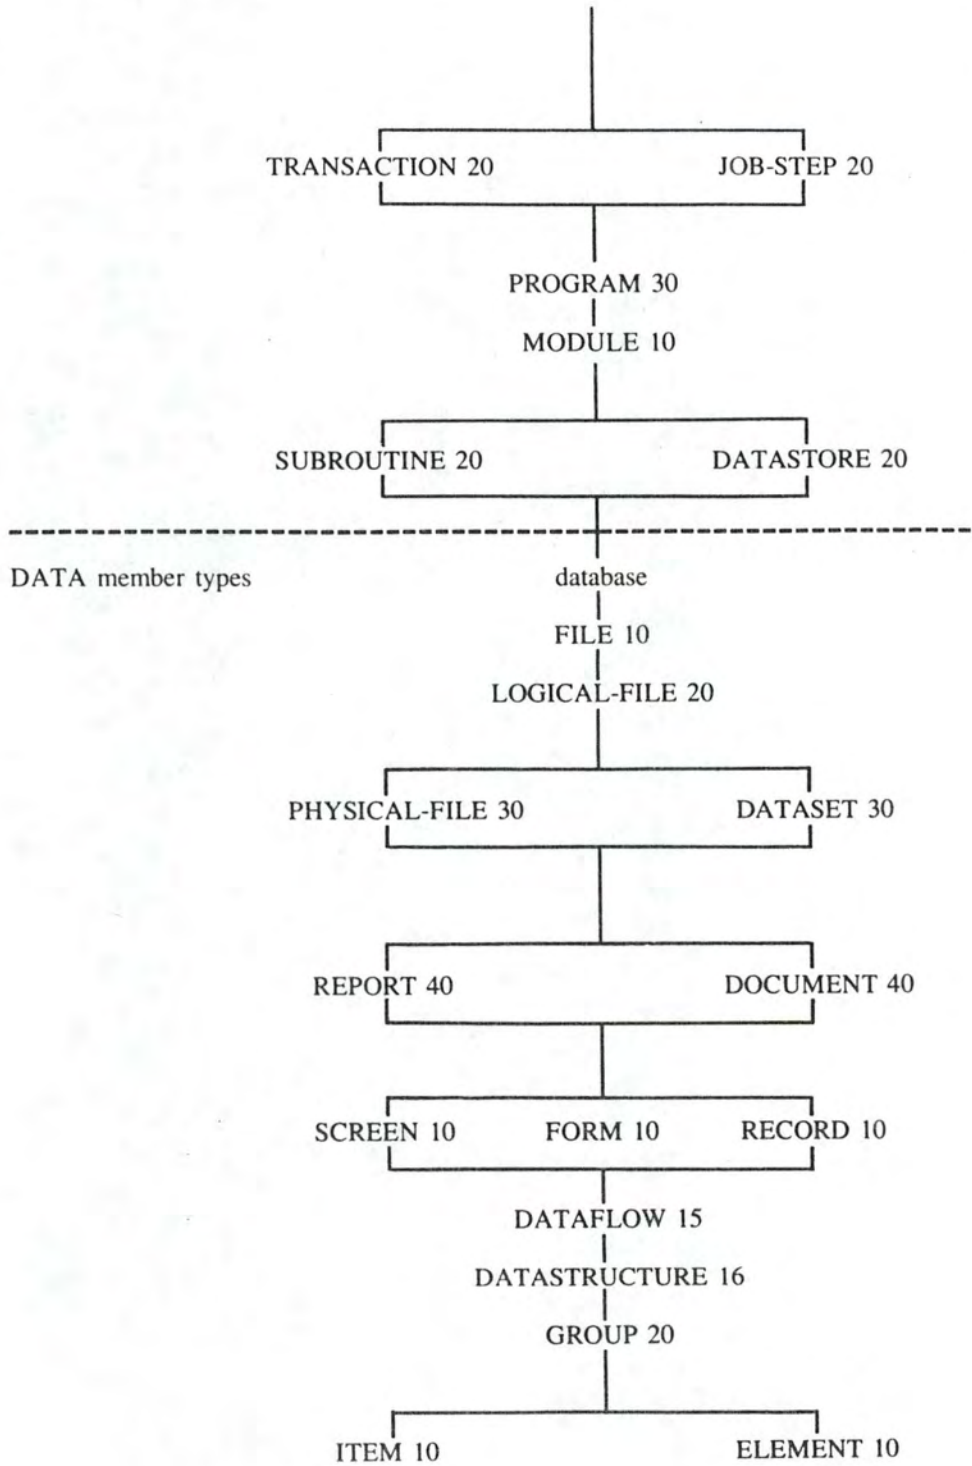 TRANSACTION 20 JOB-STEP 20
PROGRAM 30
MODULE 10
SUBROUTINE 20 DATASTORE 20
DATA member types database
FILE 10
LOGICAL-FILE 20
PHYSICAL-FILE 30 DATASET 30
REPORT 40 DOCUMENT 40
SCREEN 10 FORM 10 RECORD 10
DATAFLOW 15
DATASTRUCTURE 16
GROUP 20
ITEM 10 ELEMENT 10